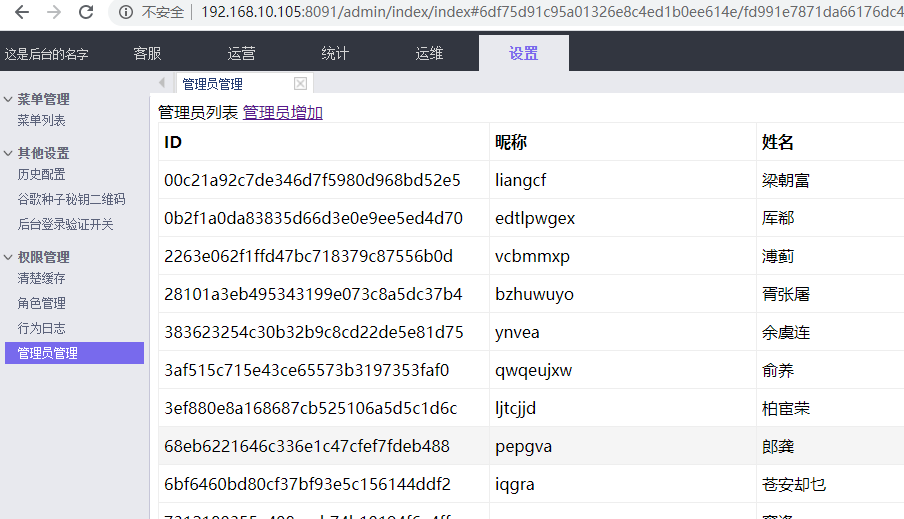 不安全 192.168.10.105:8091/admin/index/index#6df75d91c95a01326e8c4ed1b0ee614e/fd991e7871da66176dc4
这是后台的名字 客服 运营 统计 运维 设置
管理员管理
菜单管理
菜单列表
其他设置
历史配置
谷歌种子秘钥二维码
后台登录验证开关
权限管理
清楚缓存
角色管理
行为日志
管理员管理
管理员列表 管理员增加
ID 昵称 姓名
00c21a92c7de346d7f5980d968bd52e5 liangcf 梁朝富
0b2f1a0da83835d66d3e0e9ee5ed4d70 edtlpwgex 厍郗
2263e062f1ffd47bc718379c87556b0d vcbmmxp 溥蓟
28101a3eb495343199e073c8a5dc37b4 bzhuwuyo 胥张屠
383623254c30b32b9c8cd22de5e81d75 ynvea 余虞连
3af515c715e43ce65573b3197353faf0 qwqeujxw 俞养
3ef880e8a168687cb525106a5d5c1d6c ljtcjjd 柏宦荣
68eb6221646c336e1c47cfef7fdeb488 pepgva 郎龚
6bf6460bd80cf37bf93e5c156144ddf2 iqgra 苍安却乜